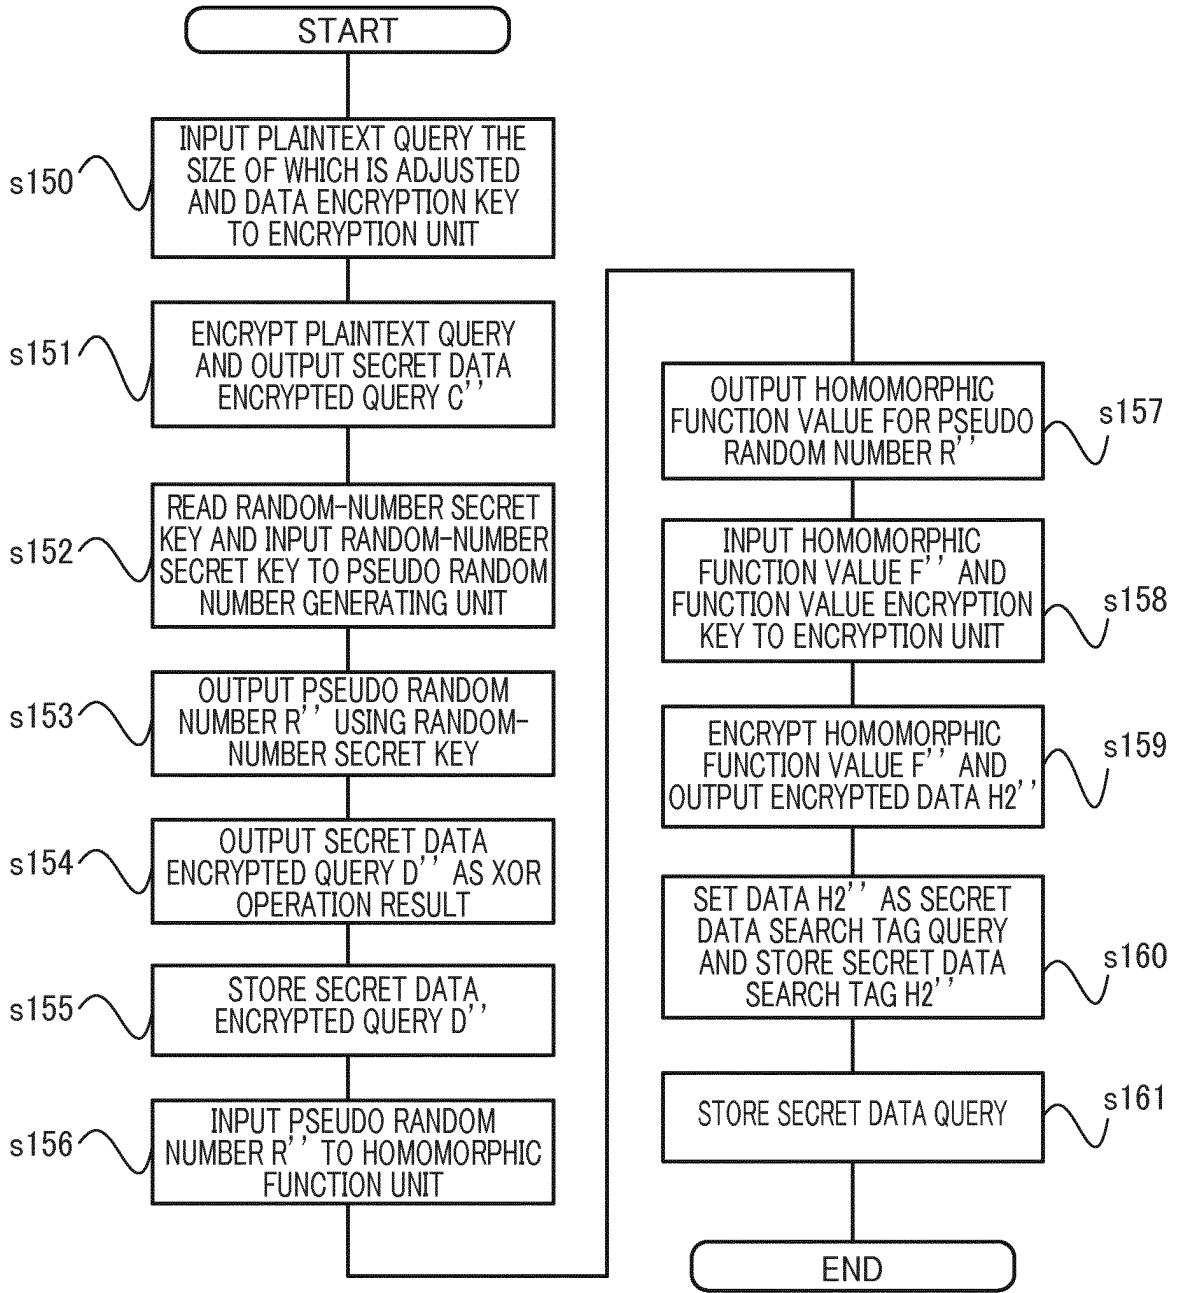 START
s150
INPUT PLAINTEXT QUERY THE
SIZE OF WHICH IS ADJUSTED
AND DATA ENCRYPTION KEY
TO ENCRYPTION UNIT
s151
ENCRYPT PLAINTEXT QUERY
AND OUTPUT SECRET DATA
ENCRYPTED QUERY C''
s152
READ RANDOM-NUMBER SECRET
KEY AND INPUT RANDOM-NUMBER
SECRET KEY TO PSEUDO RANDOM
NUMBER GENERATING UNIT
s153
OUTPUT PSEUDO RANDOM
NUMBER R'' USING RANDOM-
NUMBER SECRET KEY
s154
OUTPUT SECRET DATA
ENCRYPTED QUERY D'' AS XOR
OPERATION RESULT
s155
STORE SECRET DATA
ENCRYPTED QUERY D''
s156
INPUT PSEUDO RANDOM
NUMBER R'' TO HOMOMORPHIC
FUNCTION UNIT
s157
OUTPUT HOMOMORPHIC
FUNCTION VALUE FOR PSEUDO
RANDOM NUMBER R''
s158
INPUT HOMOMORPHIC
FUNCTION VALUE F'' AND
FUNCTION VALUE ENCRYPTION
KEY TO ENCRYPTION UNIT
s159
ENCRYPT HOMOMORPHIC
FUNCTION VALUE F'' AND
OUTPUT ENCRYPTED DATA H2''
s160
SET DATA H2'' AS SECRET
DATA SEARCH TAG QUERY
AND STORE SECRET DATA
SEARCH TAG H2''
s161
STORE SECRET DATA QUERY
END